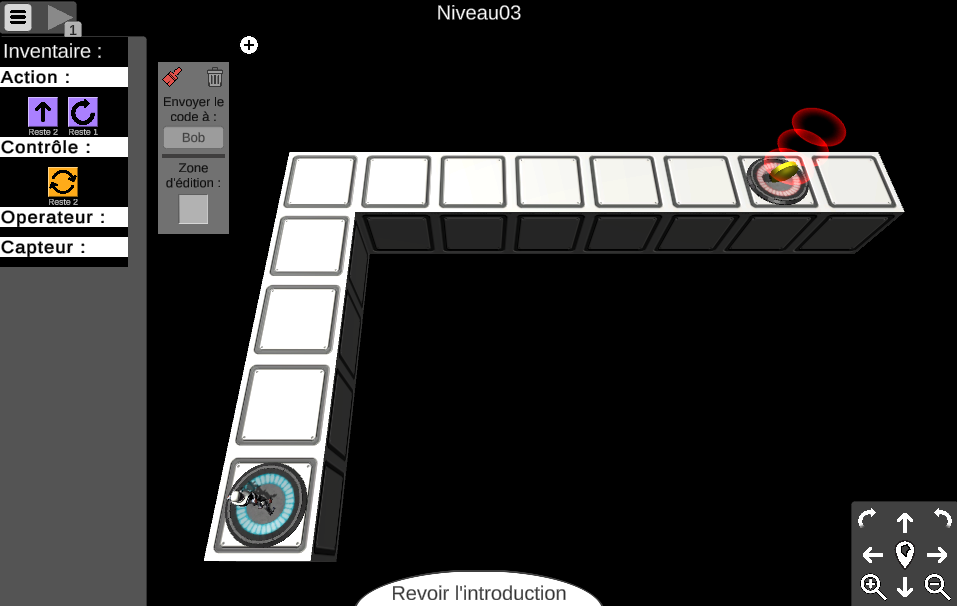 Niveau03
1
Inventaire :
Action :
Reste 2
Reste 1
Contrôle :
Reste 2
Operateur :
Capteur :
Envoyer le
code à :
Bob
Zone
d'édition :
Revoir l'introduction